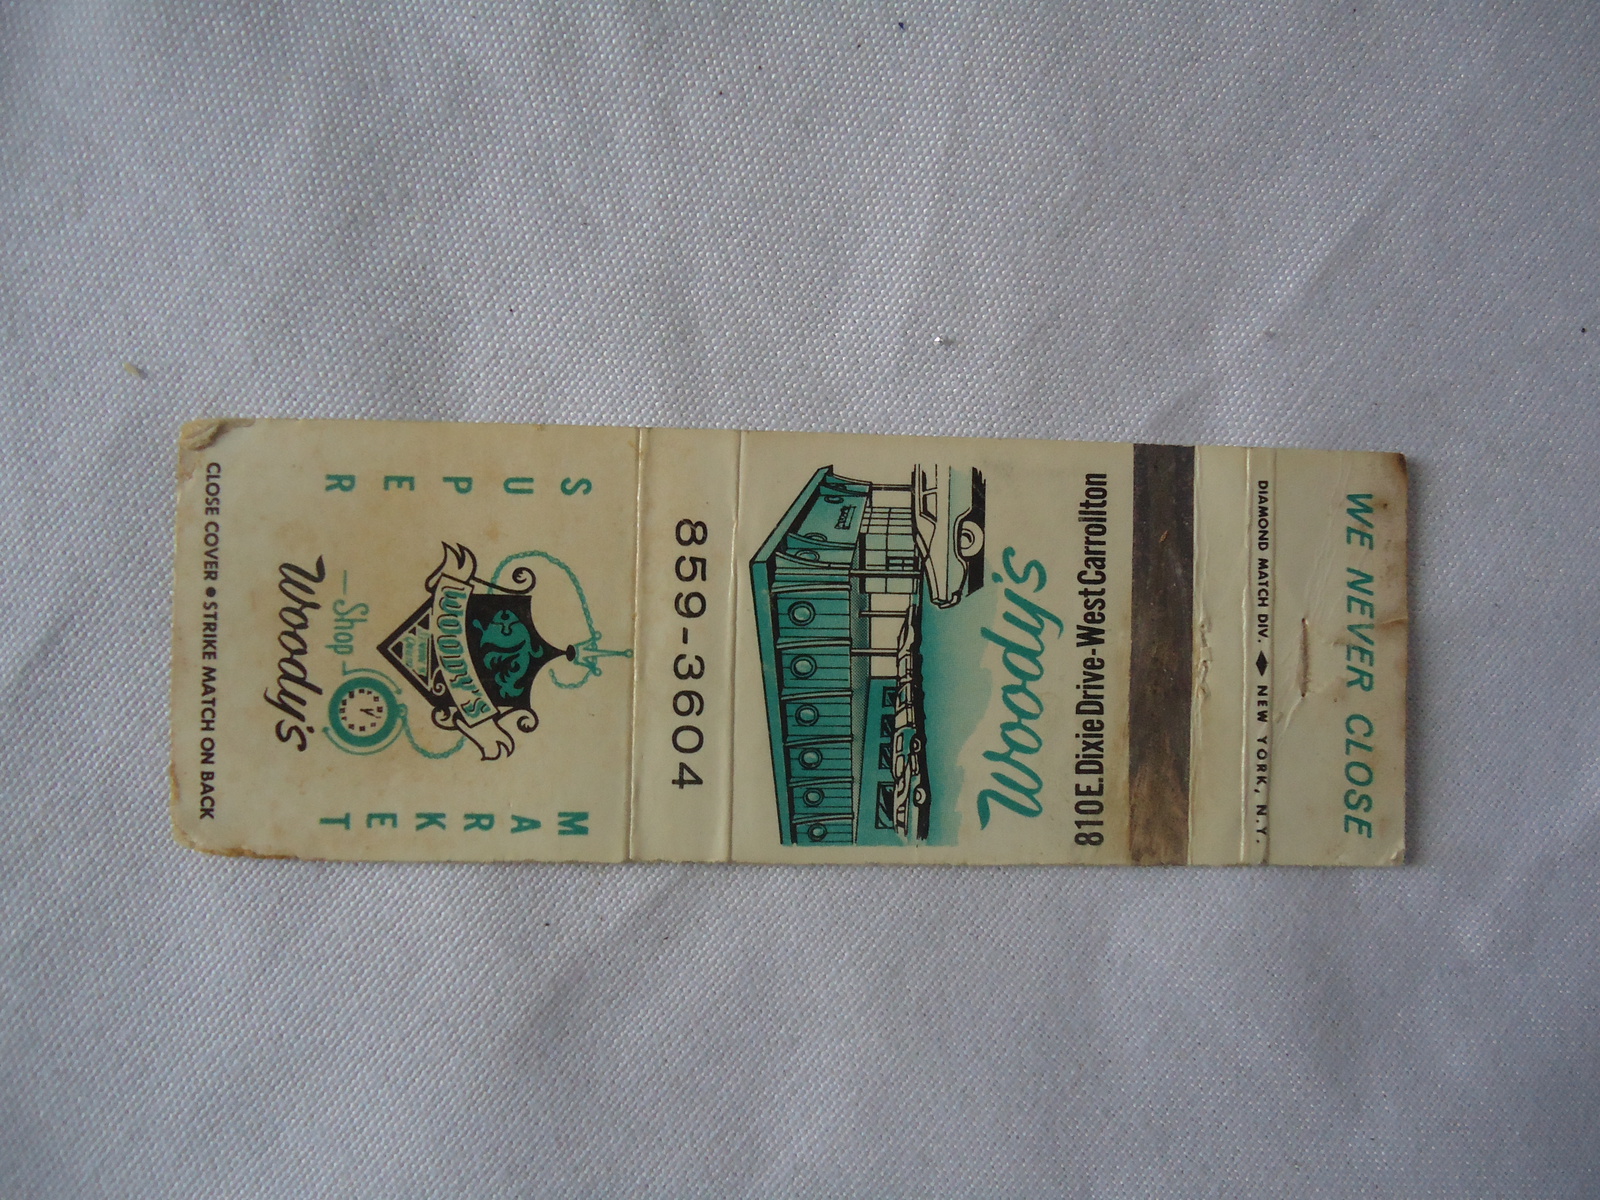 WE NEVER CLOSE
DIAMOND MATCH DIV. NEW YORK, N.Y.
810 E. Dixie Drive-West Carrollton
Woody's
859-3604
SUPER
MARKET
WOODY'S
—Shop—
Woody's
CLOSE COVER ● STRIKE MATCH ON BACK